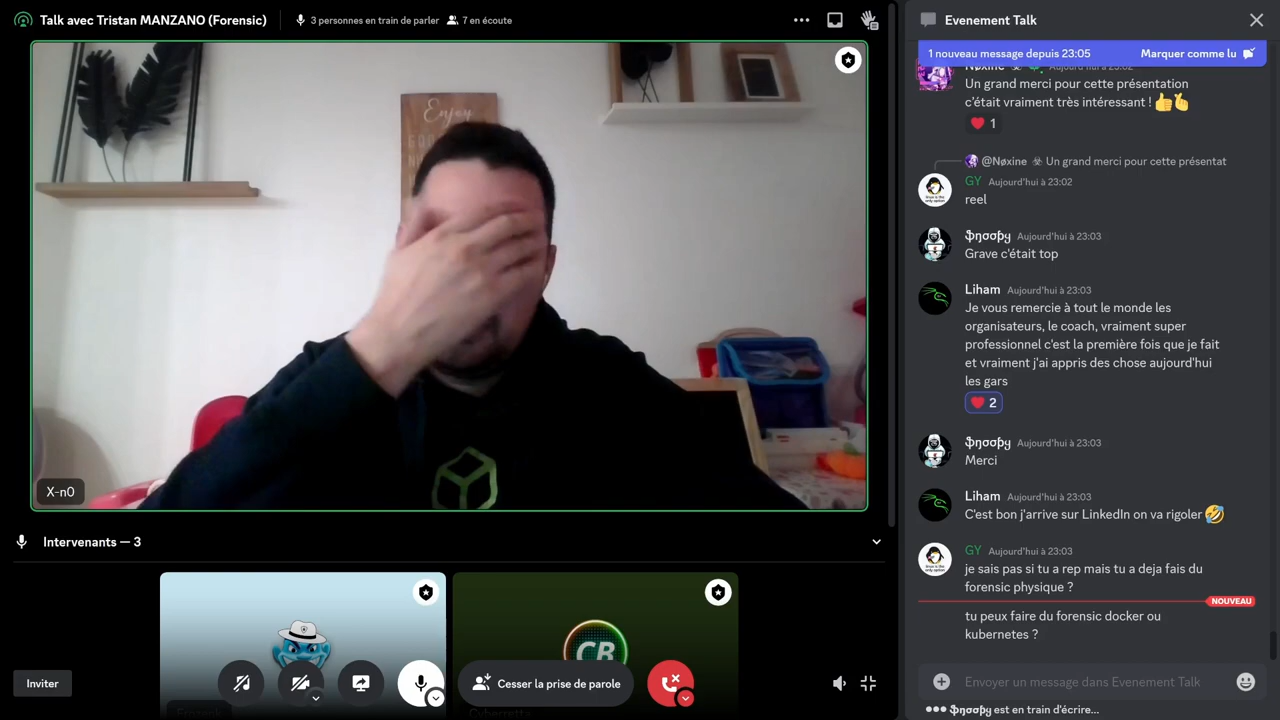 Talk avec Tristan MANZANO (Forensic)
3 personnes en train de parler
7 en écoute
Enjoy
X-n0
Intervenants — 3
CB
Inviter
Cesser la prise de parole
Evenement Talk
1 nouveau message depuis 23:05
Marquer comme lu
Nøxine Aujourd'hui à 23:02
Un grand merci pour cette présentation
c'était vraiment très intéressant ! 👍🫰
❤️ 1
@Nøxine ☣ Un grand merci pour cette présentat
GY Aujourd'hui à 23:02
reel
Aujourd'hui à 23:03
Grave c'était top
Liham Aujourd'hui à 23:03
Je vous remercie à tout le monde les
organisateurs, le coach, vraiment super
professionnel c'est la première fois que je fait
et vraiment j'ai appris des chose aujourd'hui
les gars
❤️ 2
Aujourd'hui à 23:03
Merci
Liham Aujourd'hui à 23:03
C'est bon j'arrive sur LinkedIn on va rigoler 🤣
GY Aujourd'hui à 23:03
je sais pas si tu a rep mais tu a deja fais du
forensic physique ?
NOUVEAU
tu peux faire du forensic docker ou
kubernetes ?
Envoyer un message dans Evenement Talk
est en train d'écrire...